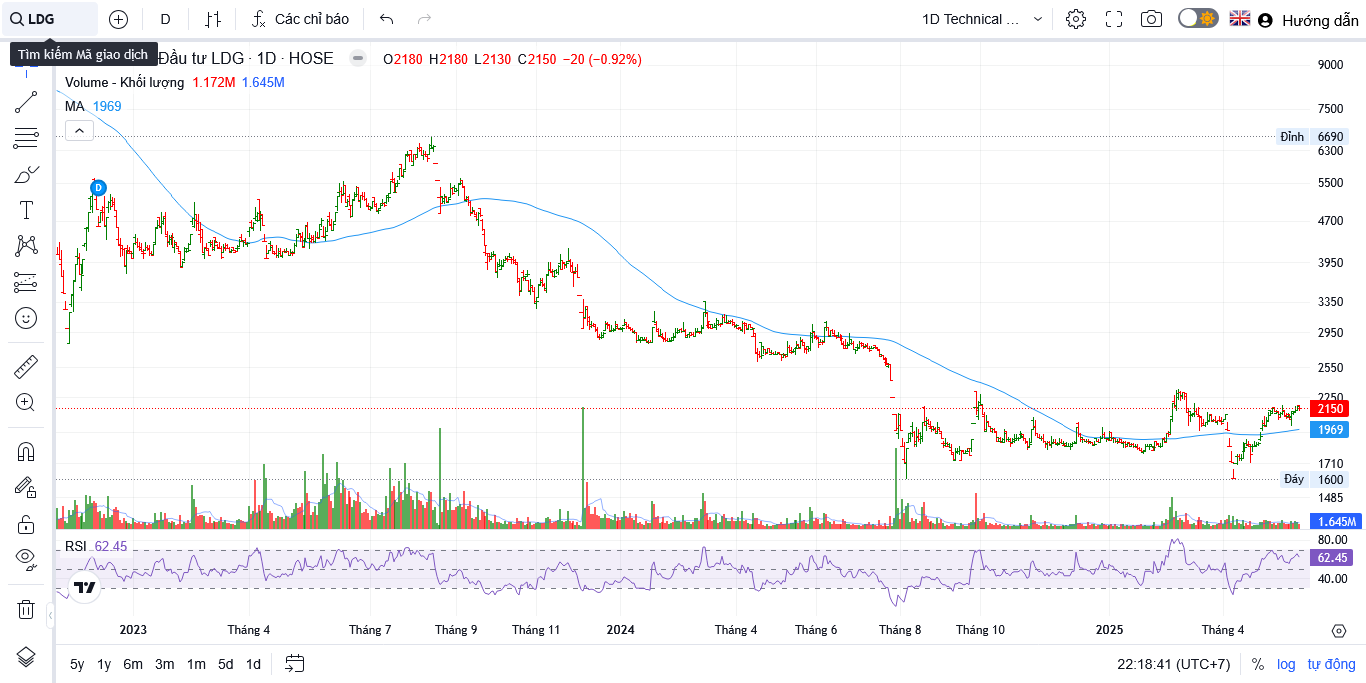 LDG
D
Các chỉ báo
1D Technical ...
Hướng dẫn
Tìm kiếm Mã giao dịch
Đầu tư LDG · 1D · HOSE
O2180 H2180 L2130 C2150 −20 (−0.92%)
Volume - Khối lượng 1.172M 1.645M
MA 1969
D
9000
7500
Đỉnh 6690
6300
5500
4700
3950
3350
2950
2550
2250
2150
1969
1710
Đáy 1600
1485
1.645M
RSI 62.45
80.00
62.45
40.00
2023 Tháng 4 Tháng 7 Tháng 9 Tháng 11 2024 Tháng 4 Tháng 6 Tháng 8 Tháng 10 2025 Tháng 4
5y 1y 6m 3m 1m 5d 1d
22:18:41 (UTC+7) % log tự động